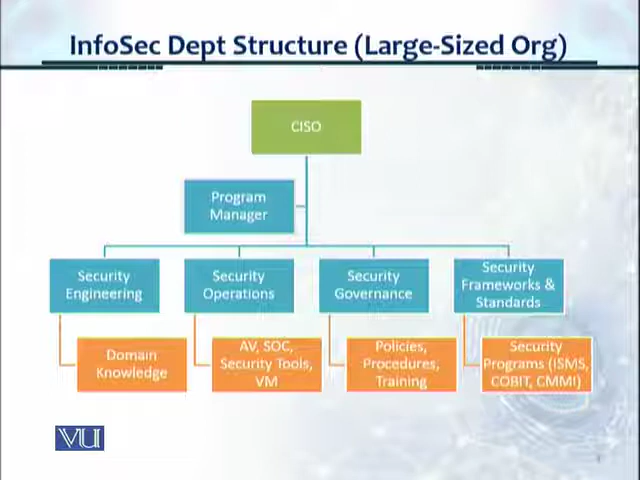 InfoSec Dept Structure (Large-Sized Org)
CISO
Program
Manager
Security
Engineering
Security
Operations
Security
Governance
Security
Frameworks &
Standards
Domain
Knowledge
AV, SOC,
Security Tools,
VM
Policies,
Procedures,
Training
Security
Programs (ISMS,
COBIT, CMMI)
VU